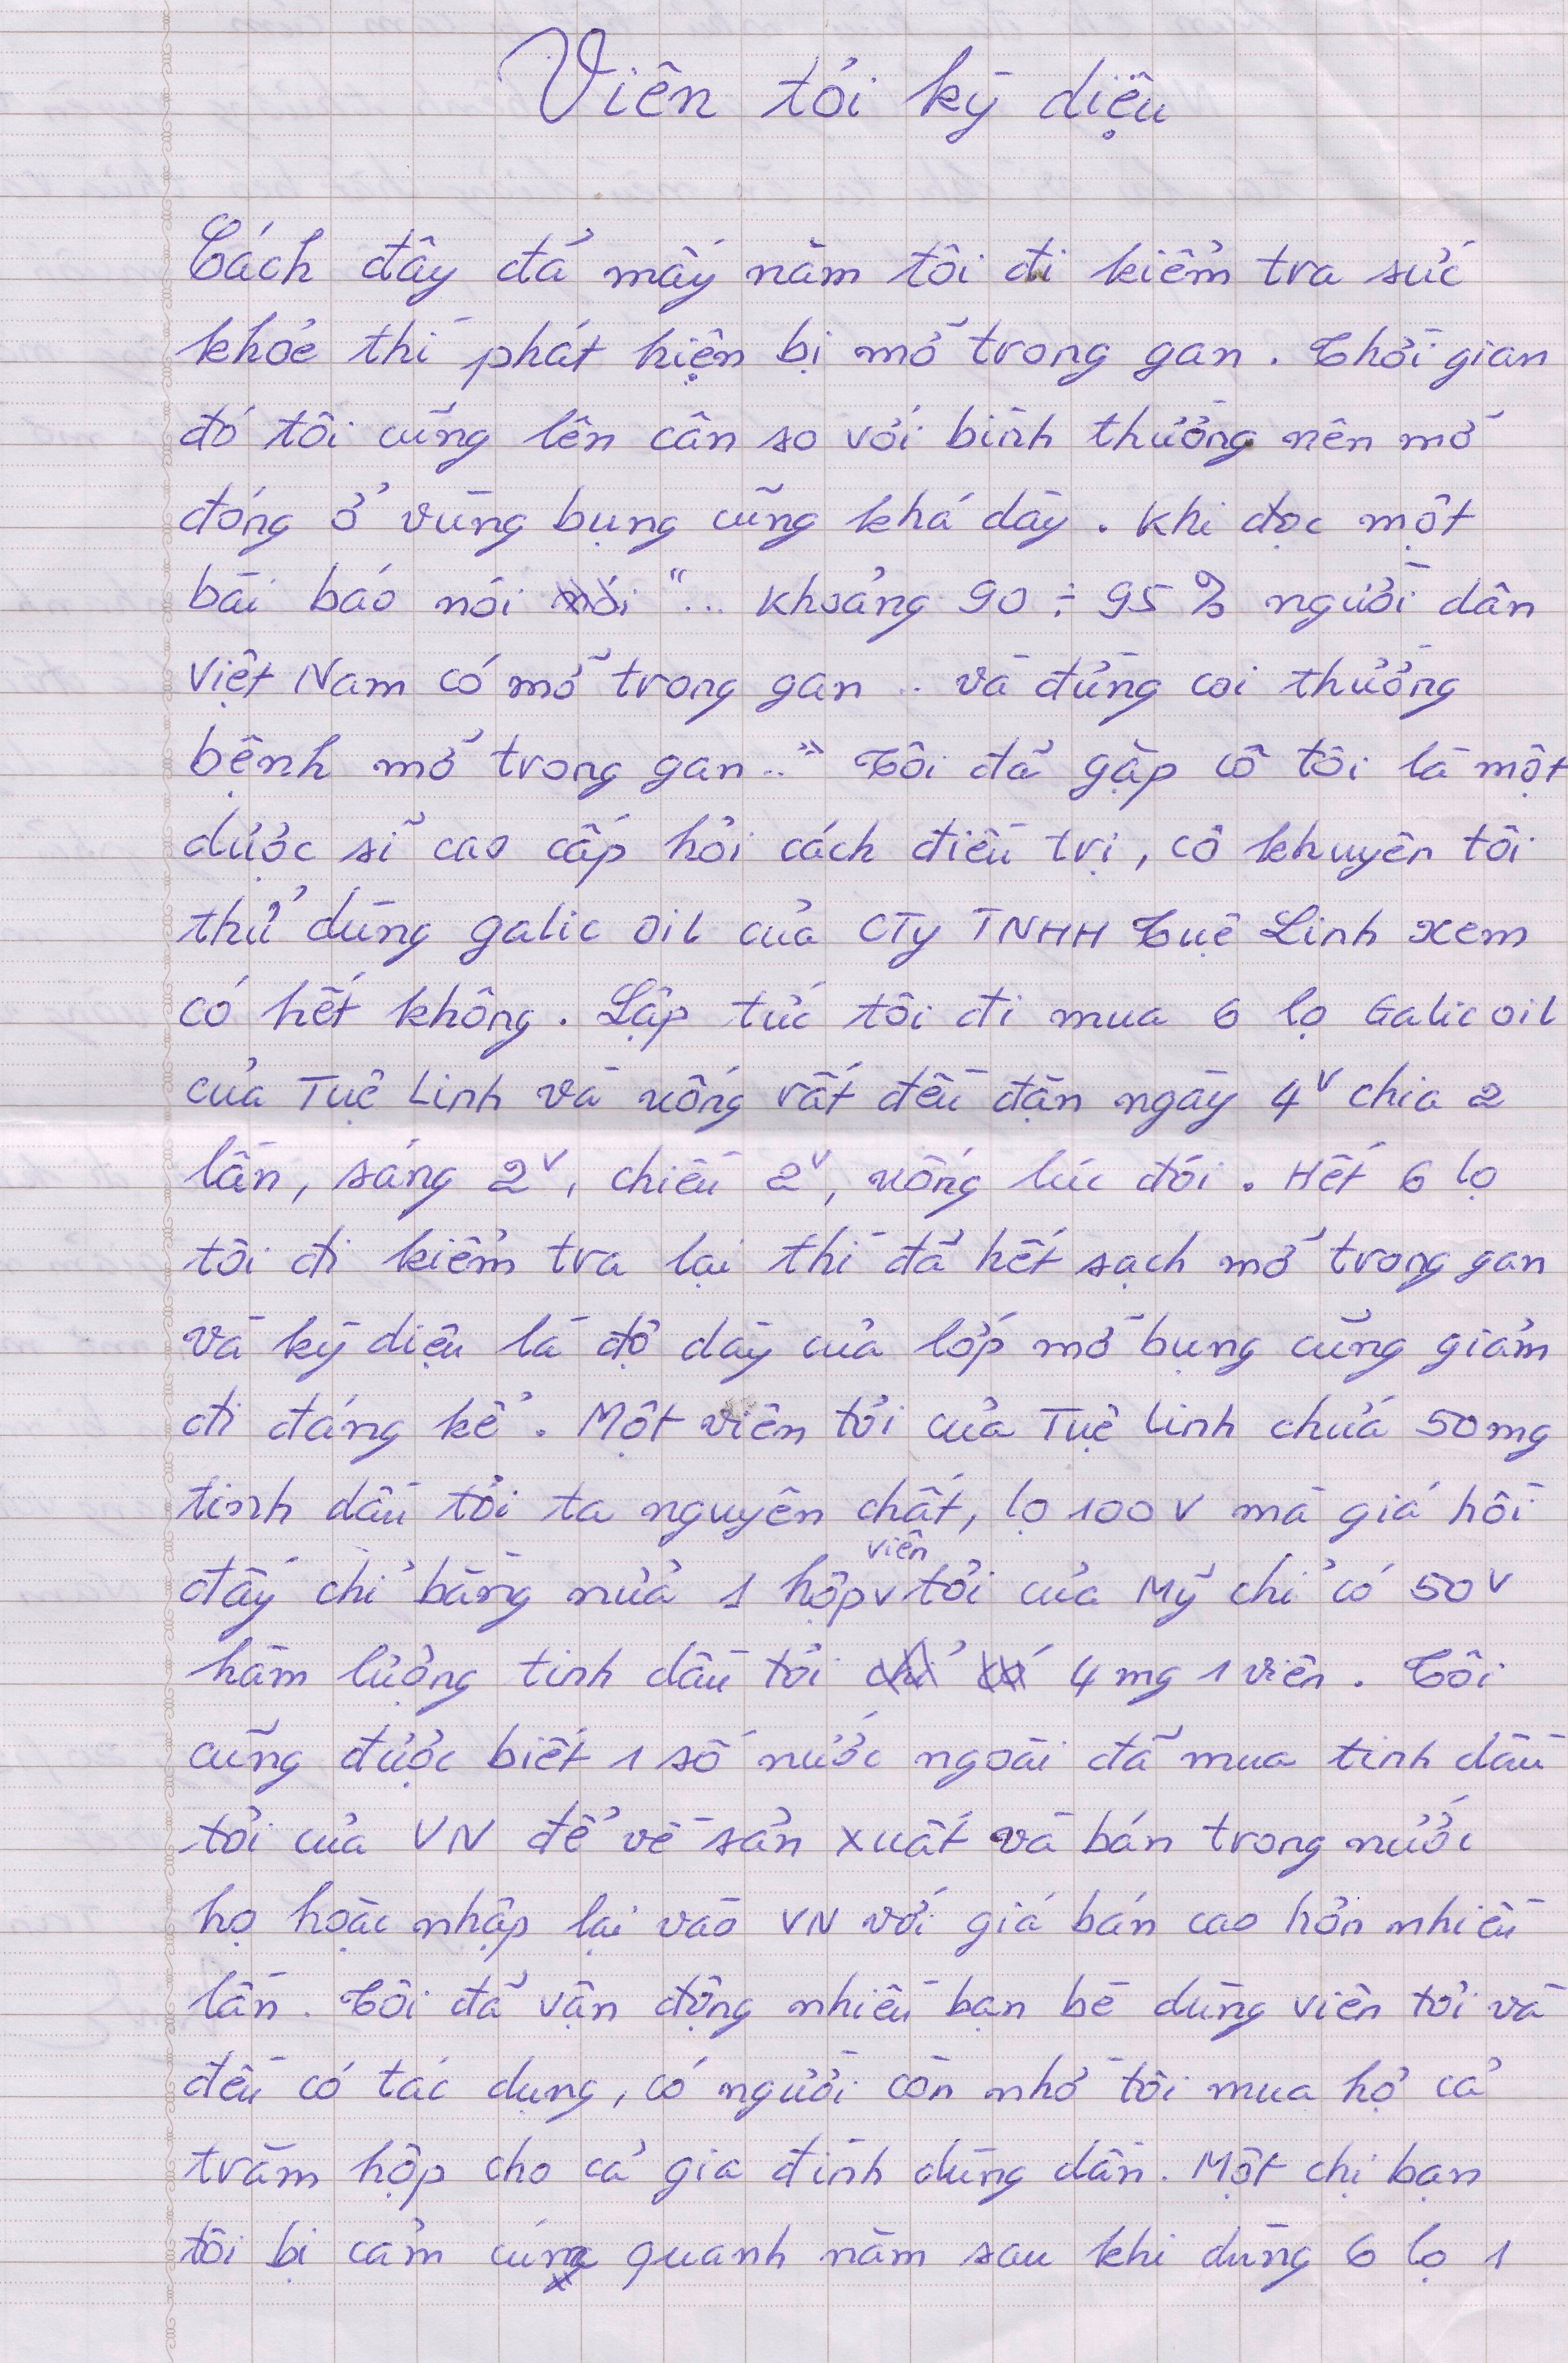 Viên tỏi kỳ diệu
Cách đây đã mấy năm tôi đi kiểm tra sức
khỏe thì phát hiện bị mỡ trong gan. Thời gian
đó tôi cũng lên cân so với bình thường nên mỡ
đóng ở vùng bụng cũng khá dày. Khi đọc một
bài báo nói "... khoảng 90 ÷ 95% người dân
Việt Nam có mỡ trong gan .. và đừng coi thường
bệnh mỡ trong gan .." Tôi đã gặp cô tôi là một
dược sĩ cao cấp hỏi cách điều trị, cô khuyên tôi
thử dùng galic oil của CTy TNHH Tuệ Linh xem
có hết không. Lập tức tôi đi mua 6 lọ Galic oil
của Tuệ Linh và uống rất đều đặn ngày 4v chia 2
lần, sáng 2v, chiều 2v, uống lúc đói. Hết 6 lọ
tôi đi kiểm tra lại thì đã hết sạch mỡ trong gan
và kỳ diệu là độ dày của lớp mỡ bụng cũng giảm
đi đáng kể. Một viên tỏi của Tuệ Linh chứa 50mg
tinh dầu tỏi ta nguyên chất, lọ 100v mà giá hồi
đấy chỉ bằng nửa 1 hộp viên tỏi của Mỹ chỉ có 50v
hàm lượng tinh dầu tỏi 4mg 1 viên. Tôi
cũng được biết 1 số nước ngoài đã mua tinh dầu
tỏi của VN để về sản xuất và bán trong nước
họ hoặc nhập lại vào VN với giá bán cao hơn nhiều
lần. Tôi đã vận động nhiều bạn bè dùng viên tỏi và
đều có tác dụng, có người còn nhờ tôi mua hộ cả
trăm hộp cho cả gia đình dùng dần. Một chị bạn
tôi bị cảm cúm quanh năm sau khi dùng 6 lọ 1